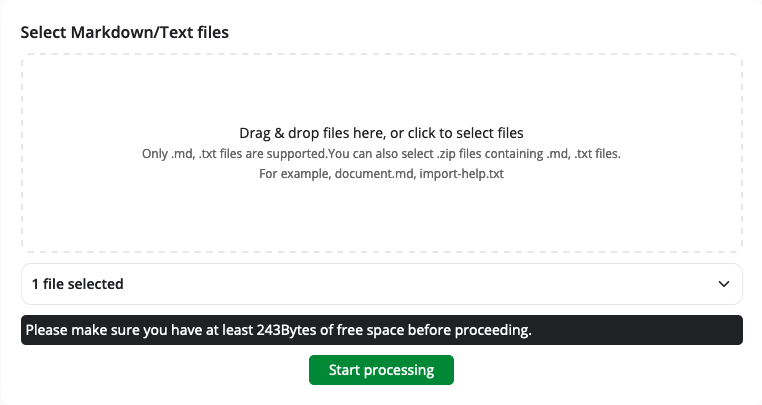 Select Markdown/Text files
Drag & drop files here, or click to select files
Only .md, .txt files are supported.You can also select .zip files containing .md, .txt files.
For example, document.md, import-help.txt
1 file selected
Please make sure you have at least 243Bytes of free space before proceeding.
Start processing